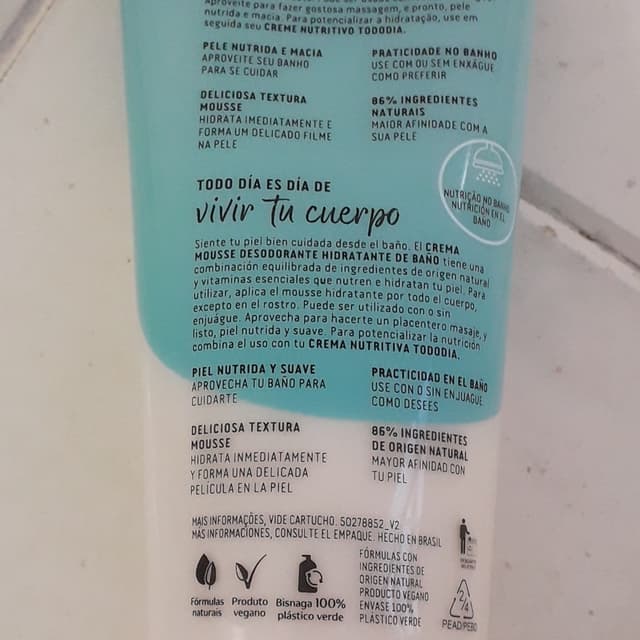 Aproveite para fazer gostosa massagem, e pronto, pele
nutrida e macia. Para potencializar a hidratação, use em
seguida seu CREME NUTRITIVO TODODIA.
PELE NUTRIDA E MACIA
APROVEITE SEU BANHO
PARA SE CUIDAR
PRATICIDADE NO BANHO
USE COM OU SEM ENXÁGUE,
COMO PREFERIR
DELICIOSA TEXTURA
MOUSSE
HIDRATA IMEDIATAMENTE E
FORMA UM DELICADO FILME
NA PELE
86% INGREDIENTES
NATURAIS
MAIOR AFINIDADE COM A
SUA PELE
NUTRIÇÃO NO BANHO
NUTRICIÓN EN EL
BAÑO
TODO DÍA ES DÍA DE
vivir tu cuerpo
Siente tu piel bien cuidada desde el baño. El CREMA
MOUSSE DESODORANTE HIDRATANTE DE BAÑO tiene una
combinación equilibrada de ingredientes de origen natural
y vitaminas esenciales que nutren e hidratan tu piel. Para
utilizar, aplica el mousse hidratante por todo el cuerpo,
excepto en el rostro. Puede ser utilizado con o sin
enjuágue. Aprovecha para hacerte un placentero masaje, y
listo, piel nutrida y suave. Para potencializar la nutrición
combina el uso con tu CREMA NUTRITIVA TODODIA.
PIEL NUTRIDA Y SUAVE
APROVECHA TU BAÑO PARA
CUIDARTE
PRACTICIDAD EN EL BAÑO
USE CON O SIN ENJUAGUE,
COMO DESEES
DELICIOSA TEXTURA
MOUSSE
HIDRATA INMEDIATAMENTE
Y FORMA UNA DELICADA
PELÍCULA EN LA PIEL
86% INGREDIENTES
DE ORIGEN NATURAL
MAYOR AFINIDAD CON
TU PIEL
MAIS INFORMAÇÕES, VIDE CARTUCHO. 50278852_V2
MÁS INFORMACIONES, CONSULTE EL EMPAQUE. HECHO EN BRASIL
Fórmulas
naturais
Produto
vegano
Bisnaga 100%
plástico verde
FÓRMULAS CON
INGREDIENTES DE
ORIGEN NATURAL
PRODUCTO VEGANO
ENVASE 100%
PLÁSTICO VERDE
2/4
PEAD/PEBD